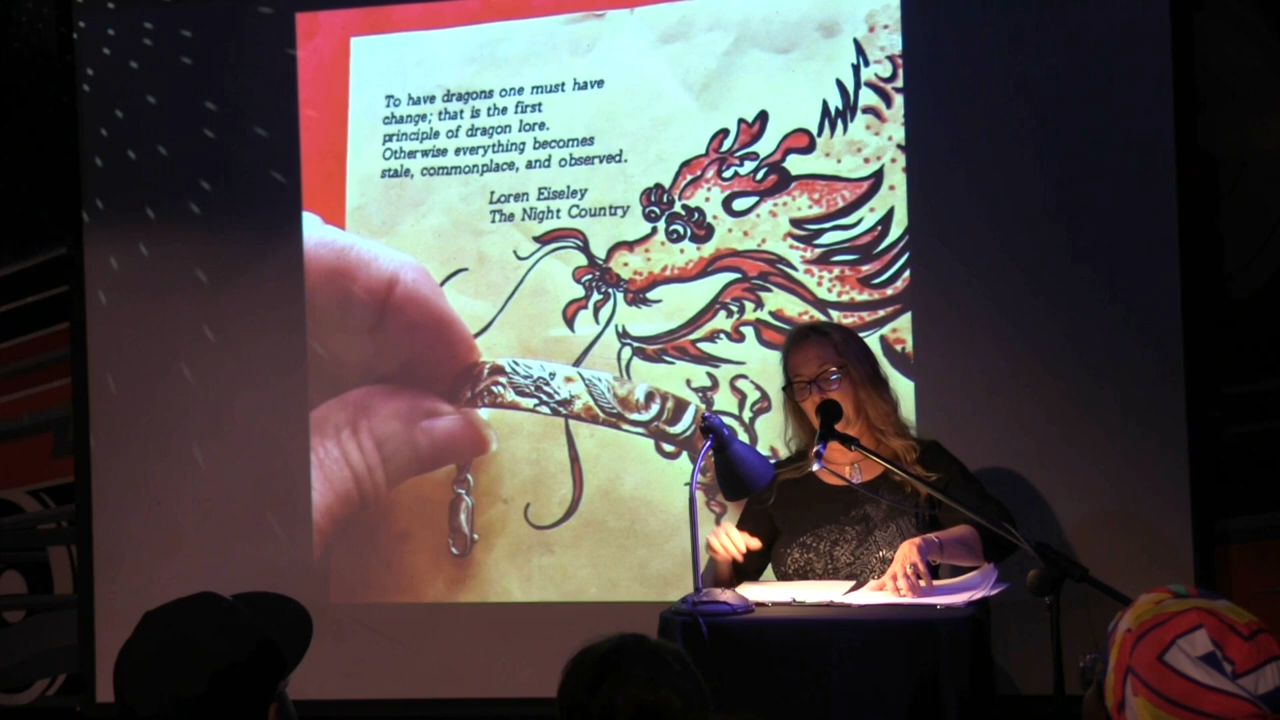 To have dragons one must have
change; that is the first
principle of dragon lore.
Otherwise everything becomes
stale, commonplace, and observed.
Loren Eiseley
The Night Country